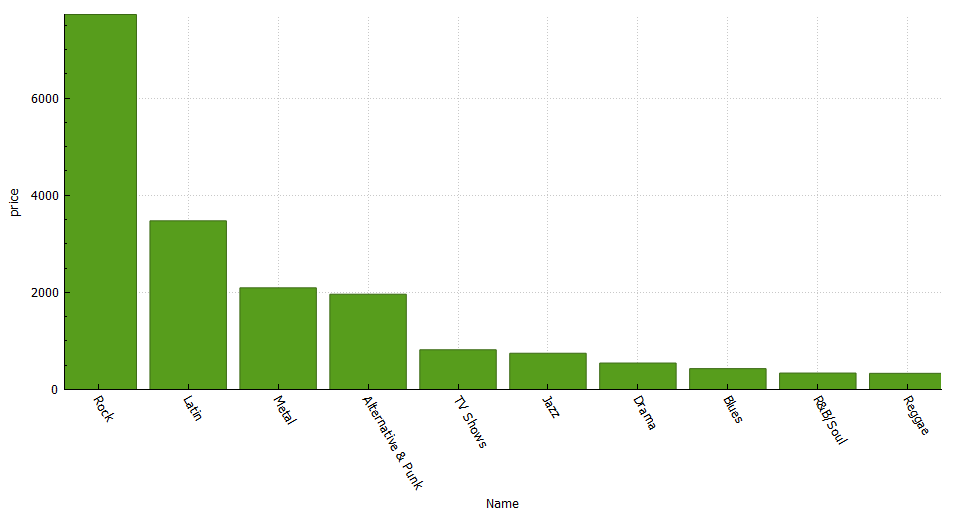 6000
4000
2000
0
price
Rock
Latin
Metal
Alternative & Punk
TV Shows
Jazz
Drama
Blues
R&B/Soul
Reggae
Name